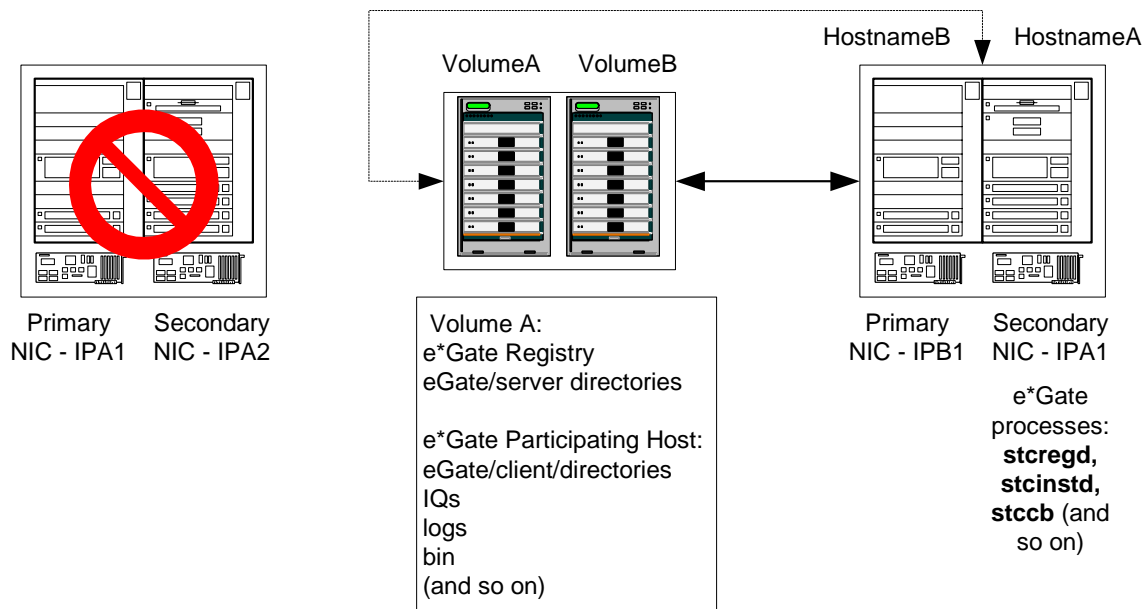 HostnameB HostnameA
VolumeA VolumeB
Primary
NIC - IPA1
Secondary
NIC - IPA2
Volume A:
e*Gate Registry
eGate/server directories
e*Gate Participating Host:
eGate/client/directories
IQs
logs
bin
(and so on)
Primary
NIC - IPB1
Secondary
NIC - IPA1
e*Gate
processes:
stcregd,
stcinstd,
stccb (and
so on)